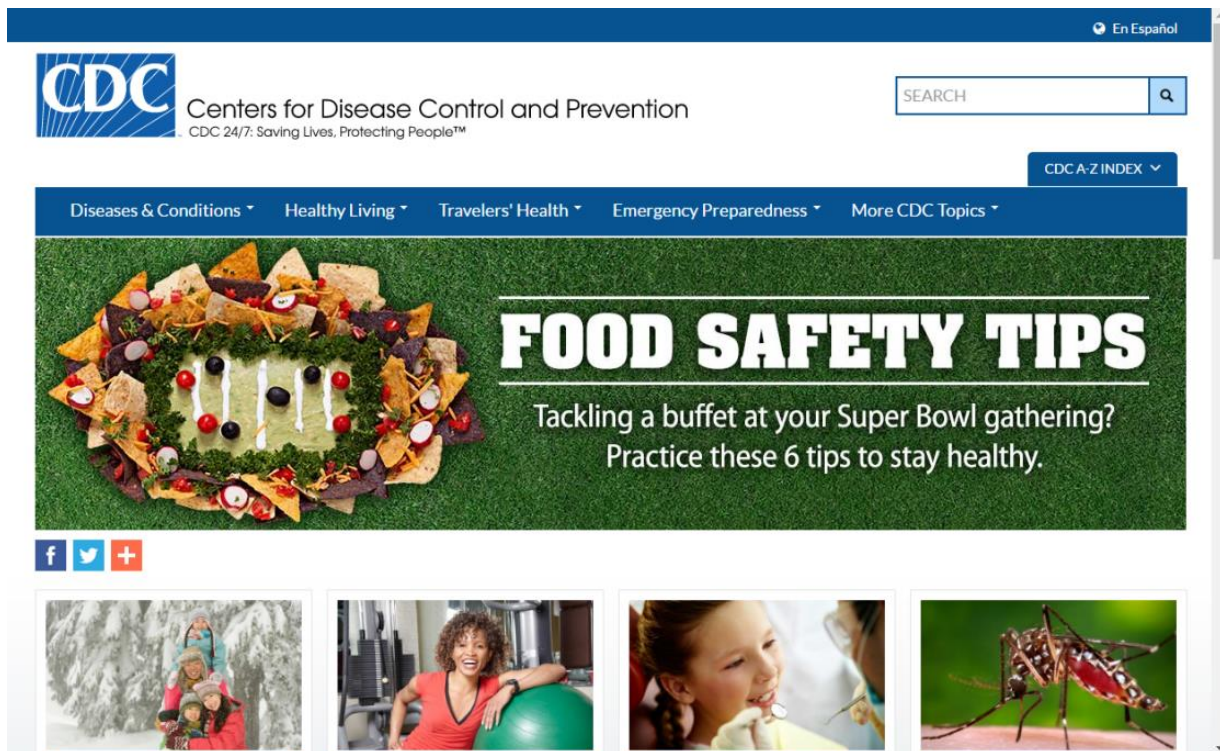 En Español
CDC
Centers for Disease Control and Prevention
CDC 24/7: Saving Lives, Protecting People™
SEARCH
CDC A-Z INDEX
Diseases & Conditions Healthy Living Travelers' Health Emergency Preparedness More CDC Topics
FOOD SAFETY TIPS
Tackling a buffet at your Super Bowl gathering?
Practice these 6 tips to stay healthy.
f